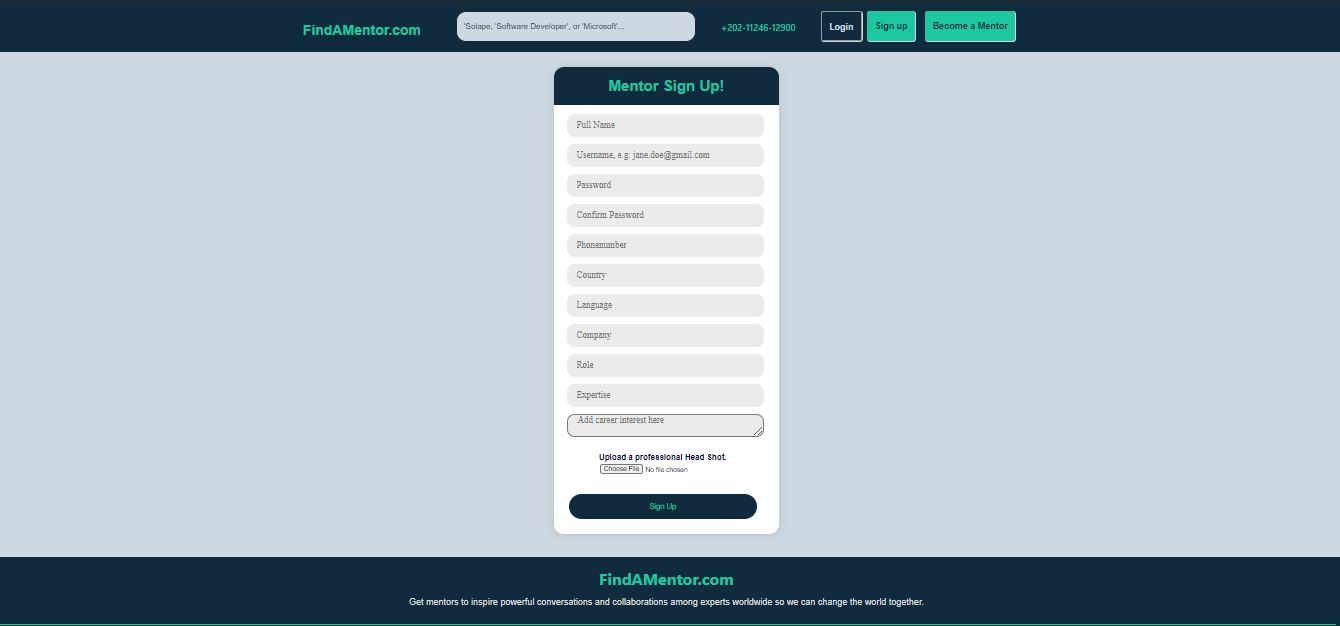 FindAMentor.com
'Solape, 'Software Developer', or 'Microsoft'...
+202-11246-12900
Login
Sign up
Become a Mentor
Mentor Sign Up!
Full Name
Username, e.g: jane.doe@gmail.com
Password
Confirm Password
Phonenumber
Country
Language
Company
Role
Expertise
Add career interest here
Upload a professional Head Shot.
Choose File No file chosen
Sign Up
FindAMentor.com
Get mentors to inspire powerful conversations and collaborations among experts worldwide so we can change the world together.